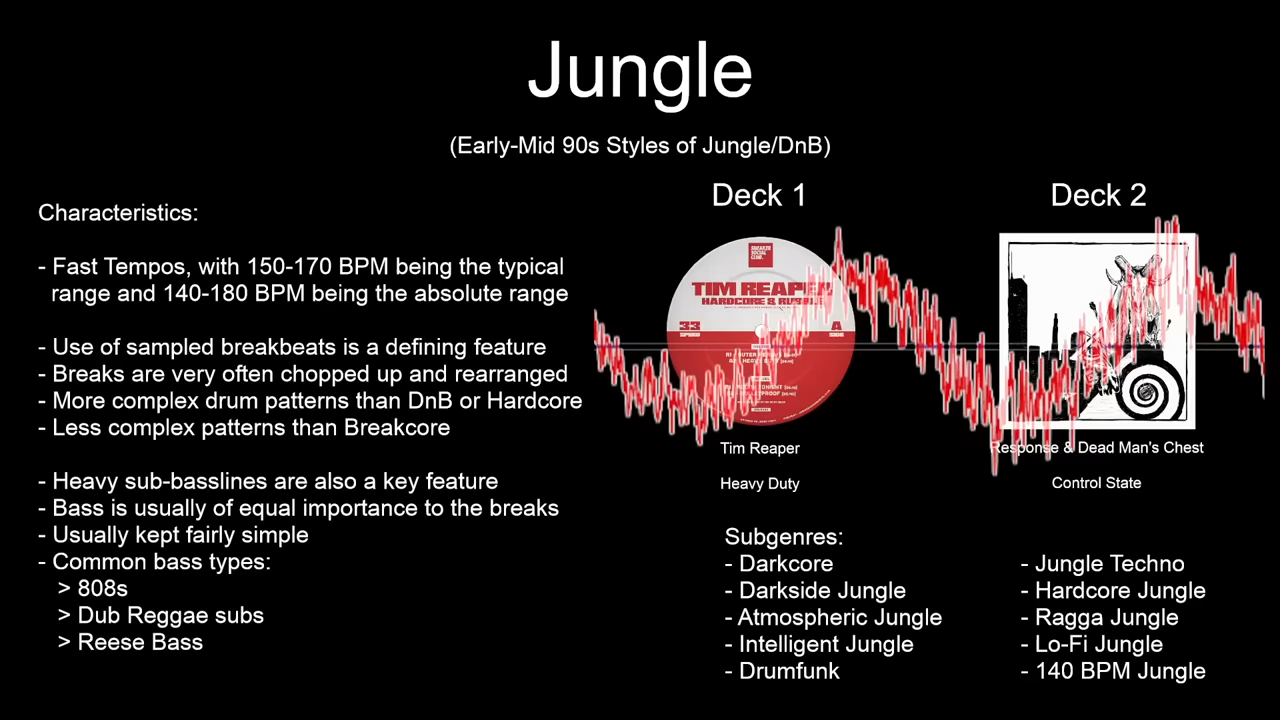 Jungle
(Early-Mid 90s Styles of Jungle/DnB)
Characteristics:
- Fast Tempos, with 150-170 BPM being the typical
range and 140-180 BPM being the absolute range
- Use of sampled breakbeats is a defining feature
- Breaks are very often chopped up and rearranged
- More complex drum patterns than DnB or Hardcore
- Less complex patterns than Breakcore
- Heavy sub-basslines are also a key feature
- Bass is usually of equal importance to the breaks
- Usually kept fairly simple
- Common bass types:
> 808s
> Dub Reggae subs
> Reese Bass
Deck 1
SNEAKER
SOCIAL
CLUB.
TIM REAPER
HARDCORE & RUBBLE
33
A
Tim Reaper
Heavy Duty
Deck 2
Response & Dead Man's Chest
Control State
Subgenres:
- Darkcore
- Darkside Jungle
- Atmospheric Jungle
- Intelligent Jungle
- Drumfunk
- Jungle Techno
- Hardcore Jungle
- Ragga Jungle
- Lo-Fi Jungle
- 140 BPM Jungle